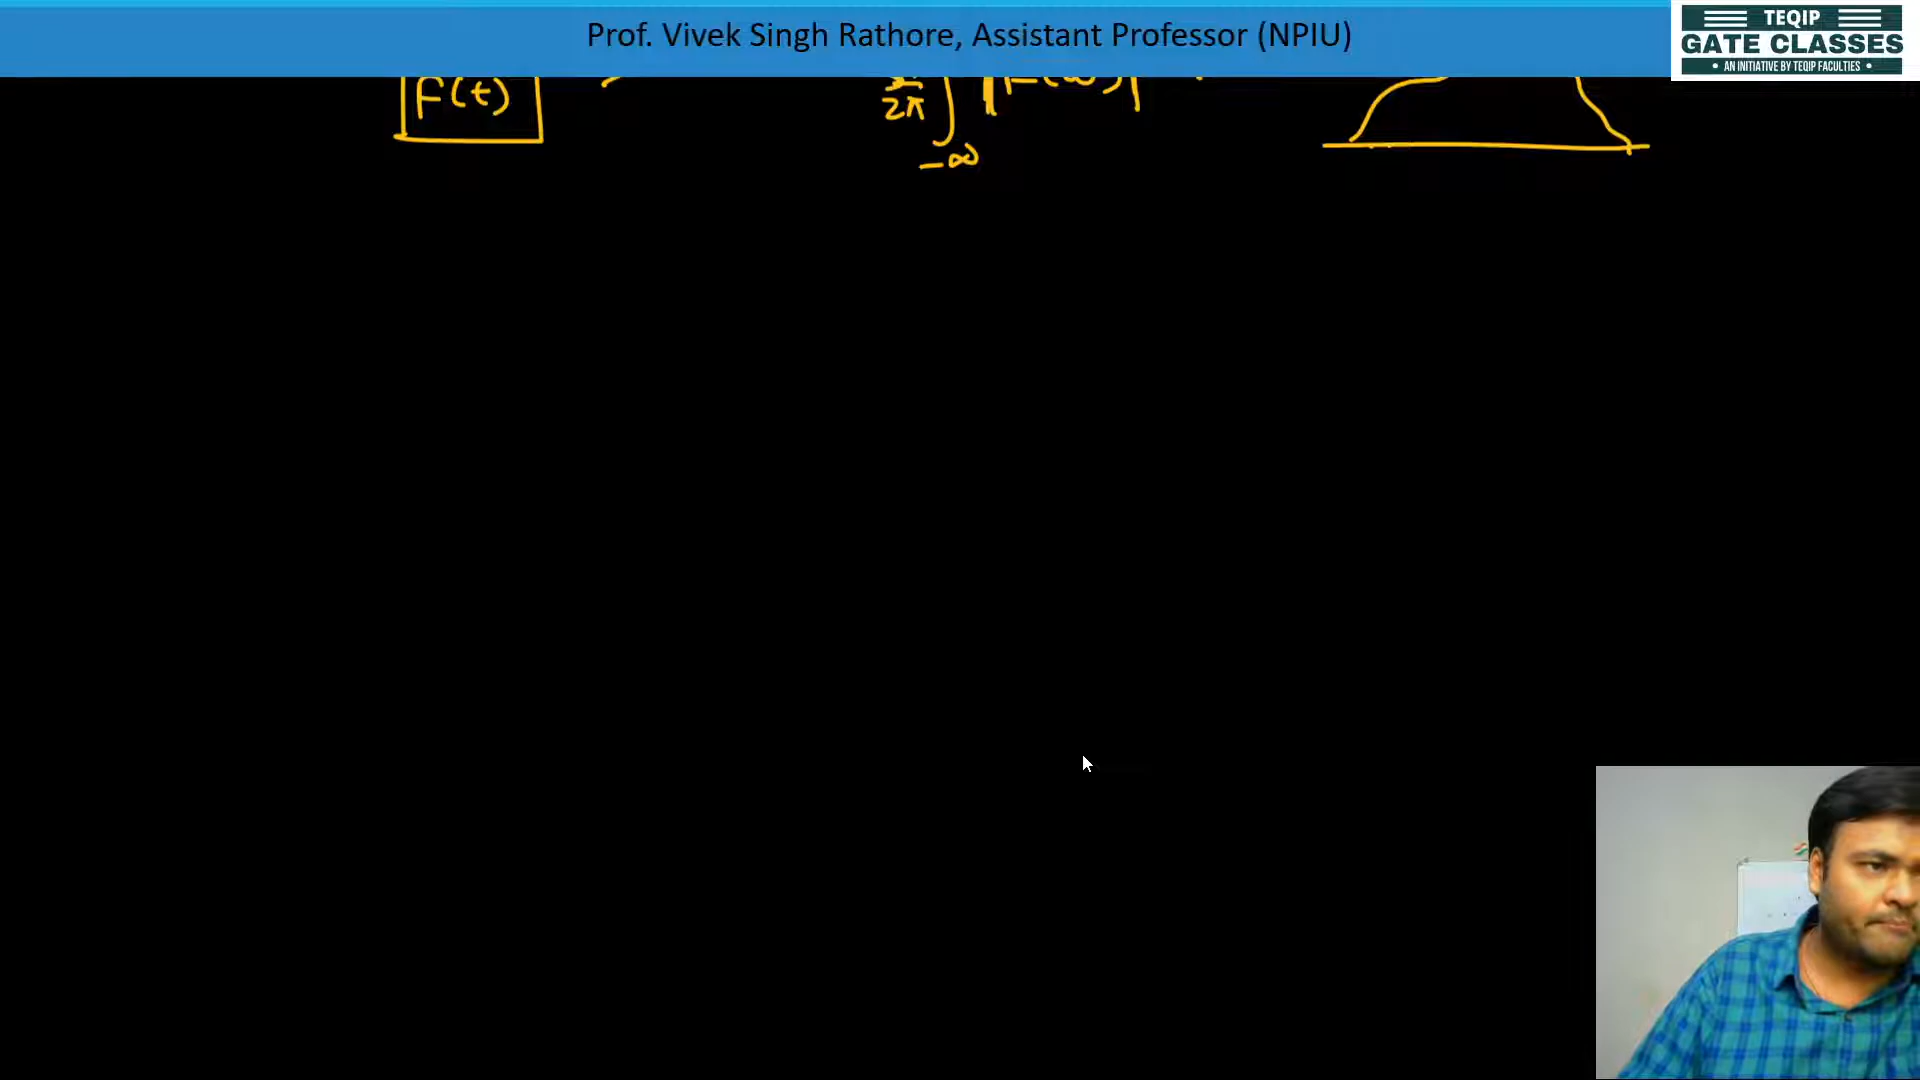 Prof. Vivek Singh Rathore, Assistant Professor (NPIU)
TEQIP
GATE CLASSES
• AN INITIATIVE BY TEQIP FACULTIES •
F(t)
2π ∫ |F(ω)|
-∞